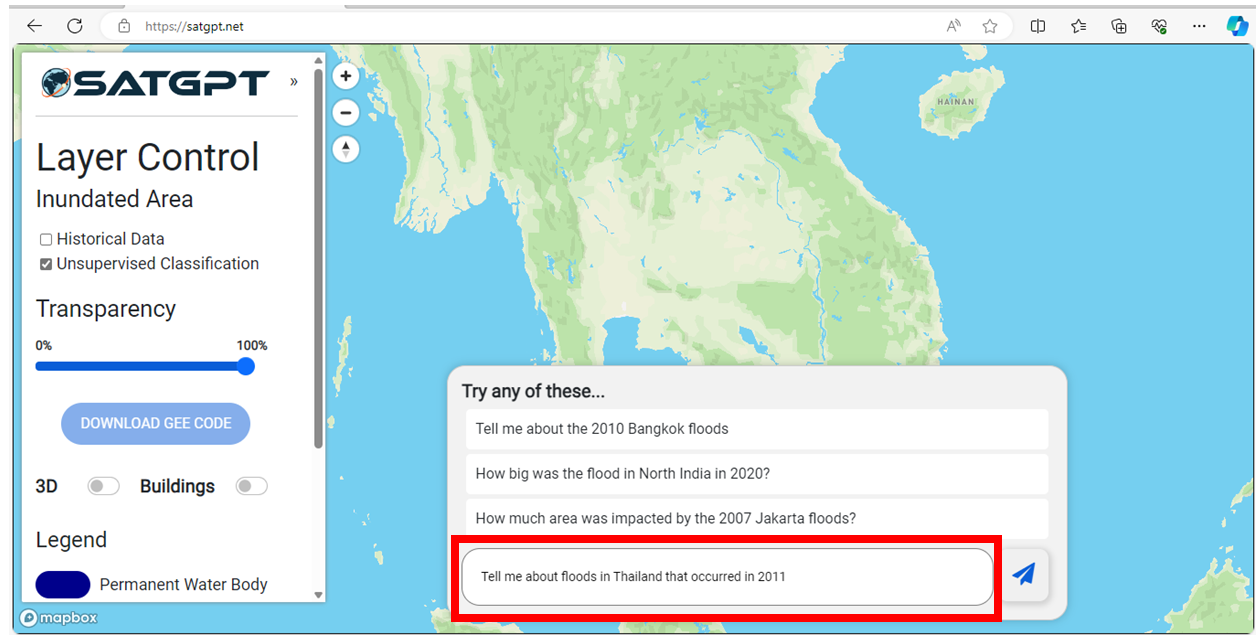 https://satgpt.net
SATGPT »
Layer Control
Inundated Area
Historical Data
Unsupervised Classification
Transparency
0% 100%
DOWNLOAD GEE CODE
3D Buildings
Legend
Permanent Water Body
mapbox
HAINAN
Try any of these...
Tell me about the 2010 Bangkok floods
How big was the flood in North India in 2020?
How much area was impacted by the 2007 Jakarta floods?
Tell me about floods in Thailand that occurred in 2011